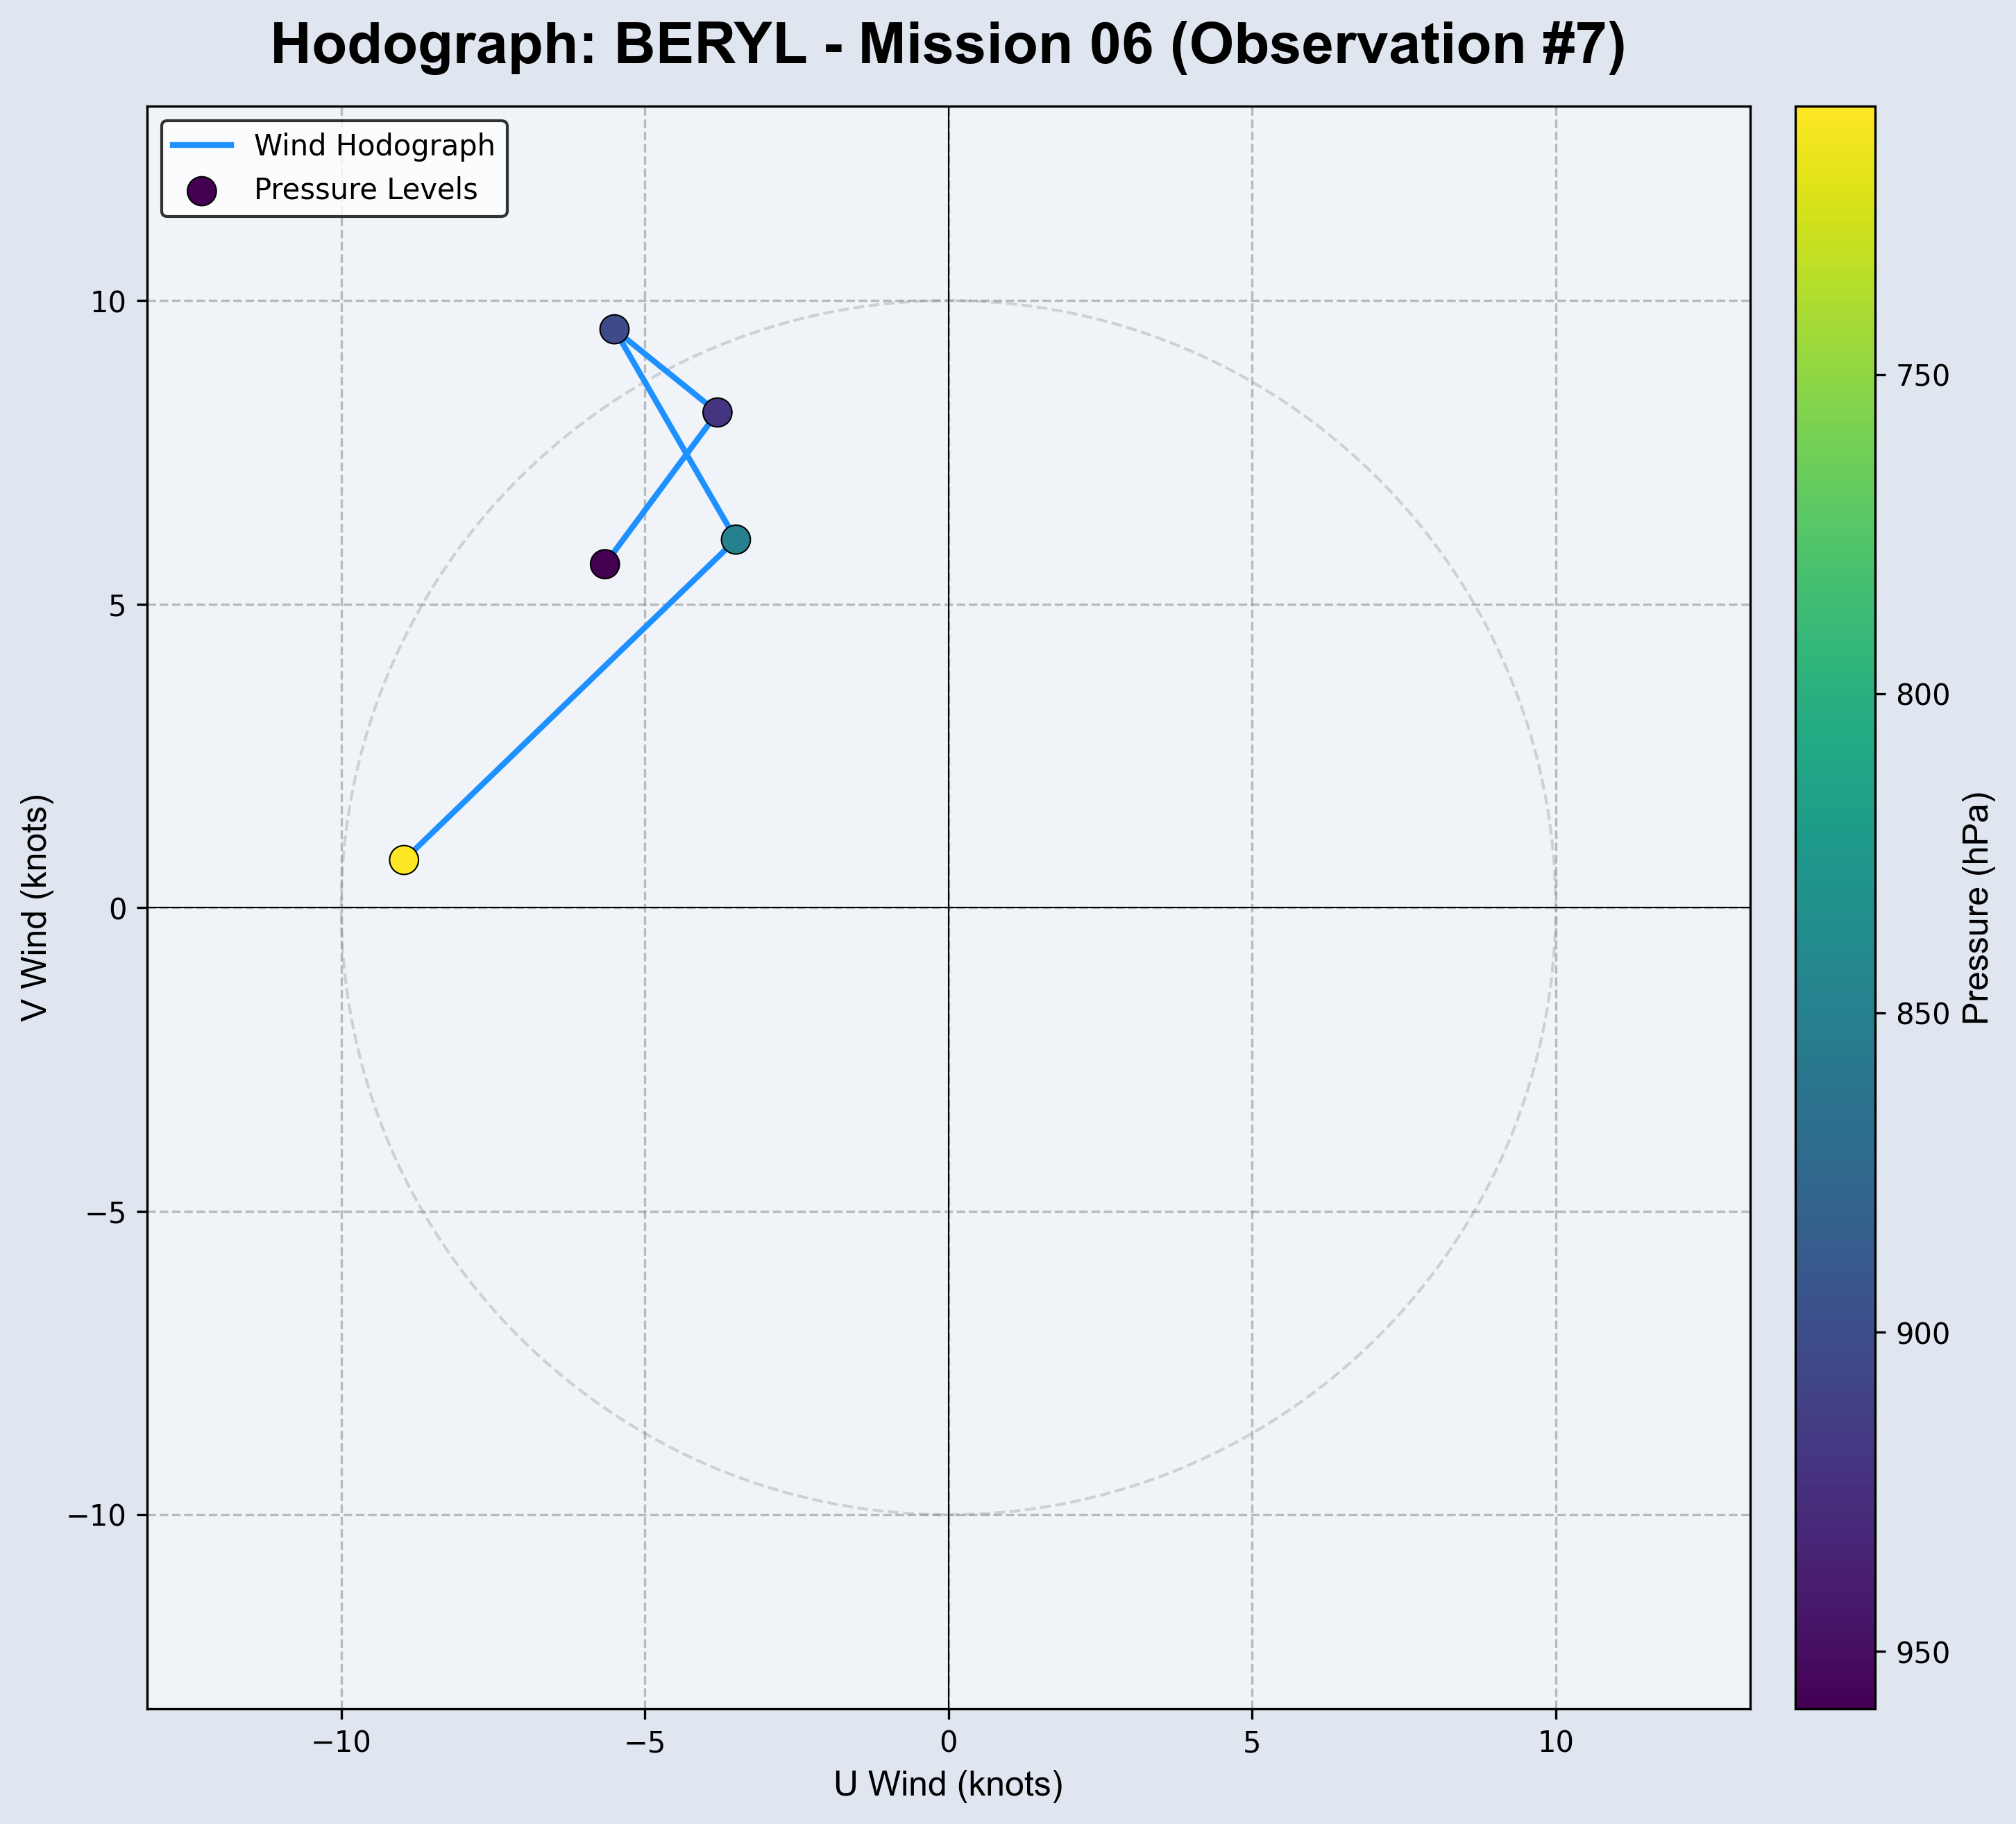 Hodograph: BERYL - Mission 06 (Observation #7)
Wind Hodograph
Pressure Levels
10
5
0
−5
−10
V Wind (knots)
−10
−5
0
5
10
U Wind (knots)
750
800
850
900
950
Pressure (hPa)